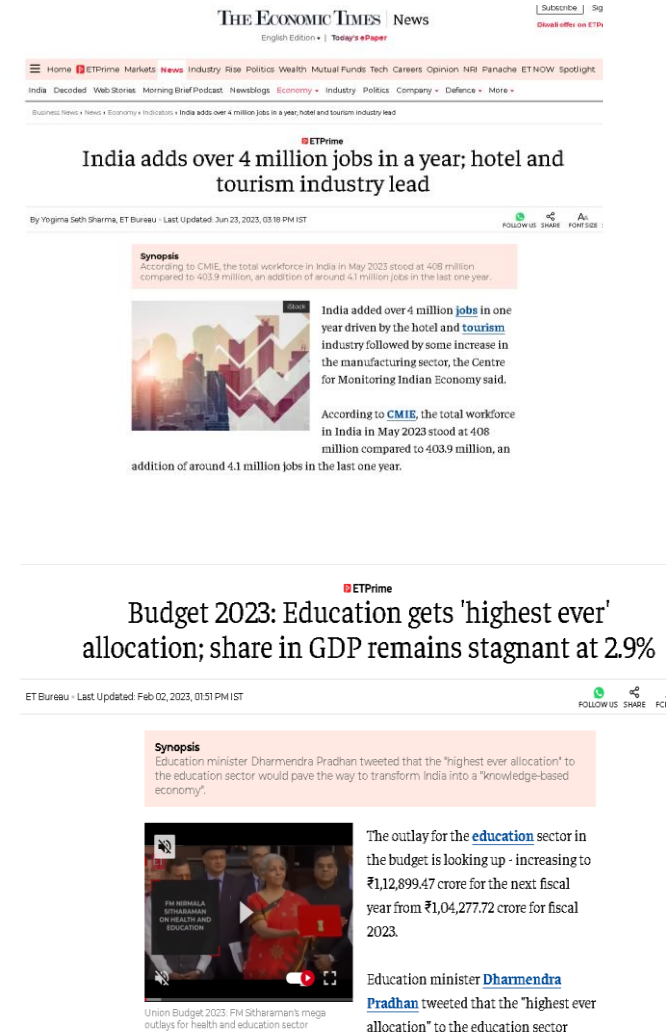 THE ECONOMIC TIMES | News
Subscribe
Sig
English Edition | Today's ePaper
Diwali offer on ETPr
Home ETPrime Markets News Industry Rise Politics Wealth Mutual Funds Tech Careers Opinion NRI Panache ET NOW Spotlight
India Decoded Web Stories Morning Brief Podcast Newsblogs Economy Industry Politics Company Defence More
Business News › News › Economy › Indicators › India adds over 4 million jobs in a year; hotel and tourism industry lead
ETPrime
India adds over 4 million jobs in a year; hotel and
tourism industry lead
By Yogima Seth Sharma, ET Bureau • Last Updated: Jun 23, 2023, 03:18 PM IST
FOLLOW US SHARE FONT SIZE
Synopsis
According to CMIE, the total workforce in India in May 2023 stood at 408 million
compared to 403.9 million, an addition of around 4.1 million jobs in the last one year.
iStock
India added over 4 million jobs in one
year driven by the hotel and tourism
industry followed by some increase in
the manufacturing sector, the Centre
for Monitoring Indian Economy said.
According to CMIE, the total workforce
in India in May 2023 stood at 408
million compared to 403.9 million, an
addition of around 4.1 million jobs in the last one year.
ETPrime
Budget 2023: Education gets 'highest ever'
allocation; share in GDP remains stagnant at 2.9%
ET Bureau • Last Updated: Feb 02, 2023, 01:51 PM IST
FOLLOW US SHARE FO
Synopsis
Education minister Dharmendra Pradhan tweeted that the "highest ever allocation" to
the education sector would pave the way to transform India into a "knowledge-based
economy".
FM NIRMALA
SITHARAMAN
ON HEALTH AND
EDUCATION
Union Budget 2023: FM Sitharaman's mega
outlays for health and education sector
The outlay for the education sector in
the budget is looking up - increasing to
₹1,12,899.47 crore for the next fiscal
year from ₹1,04,277.72 crore for fiscal
2023.
Education minister Dharmendra
Pradhan tweeted that the "highest ever
allocation" to the education sector